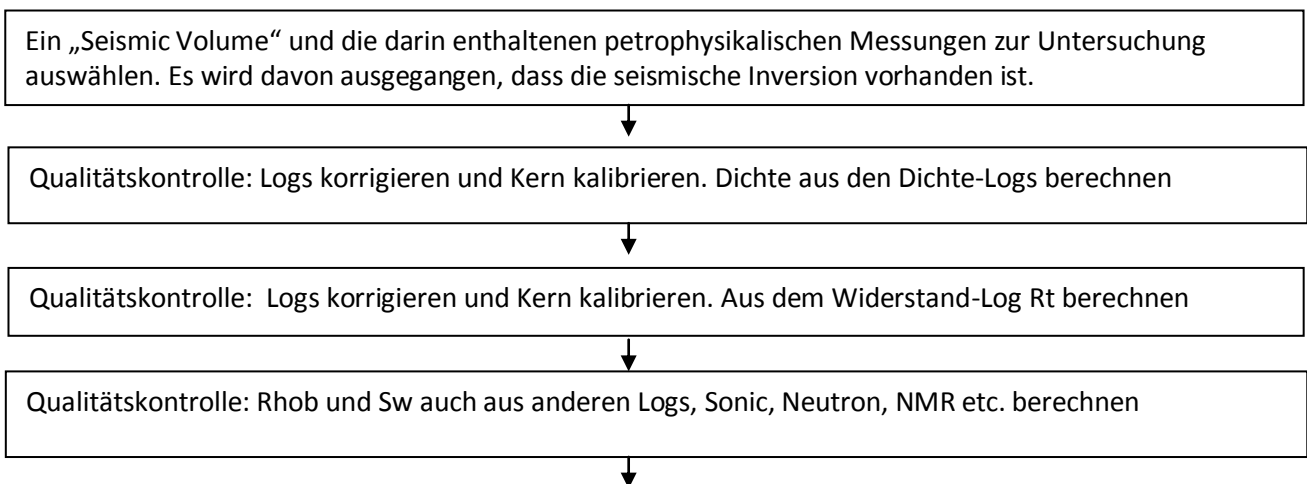 Ein „Seismic Volume“ und die darin enthaltenen petrophysikalischen Messungen zur Untersuchung
auswählen. Es wird davon ausgegangen, dass die seismische Inversion vorhanden ist.
Qualitätskontrolle: Logs korrigieren und Kern kalibrieren. Dichte aus den Dichte-Logs berechnen
Qualitätskontrolle:  Logs korrigieren und Kern kalibrieren. Aus dem Widerstand-Log Rt berechnen
Qualitätskontrolle: Rhob und Sw auch aus anderen Logs, Sonic, Neutron, NMR etc. berechnen